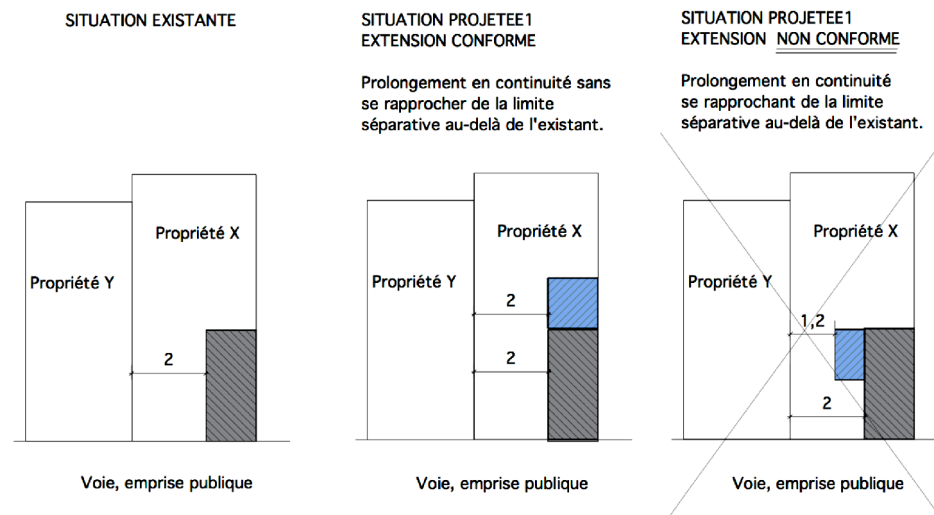 SITUATION EXISTANTE
Propriété X
Propriété Y
2
Voie, emprise publique
SITUATION PROJETEE1
EXTENSION CONFORME
Prolongement en continuité sans
se rapprocher de la limite
séparative au-delà de l'existant.
Propriété X
Propriété Y
2
2
Voie, emprise publique
SITUATION PROJETEE1
EXTENSION NON CONFORME
Prolongement en continuité
se rapprochant de la limite
séparative au-delà de l'existant.
Propriété X
Propriété Y
1,2
2
Voie, emprise publique